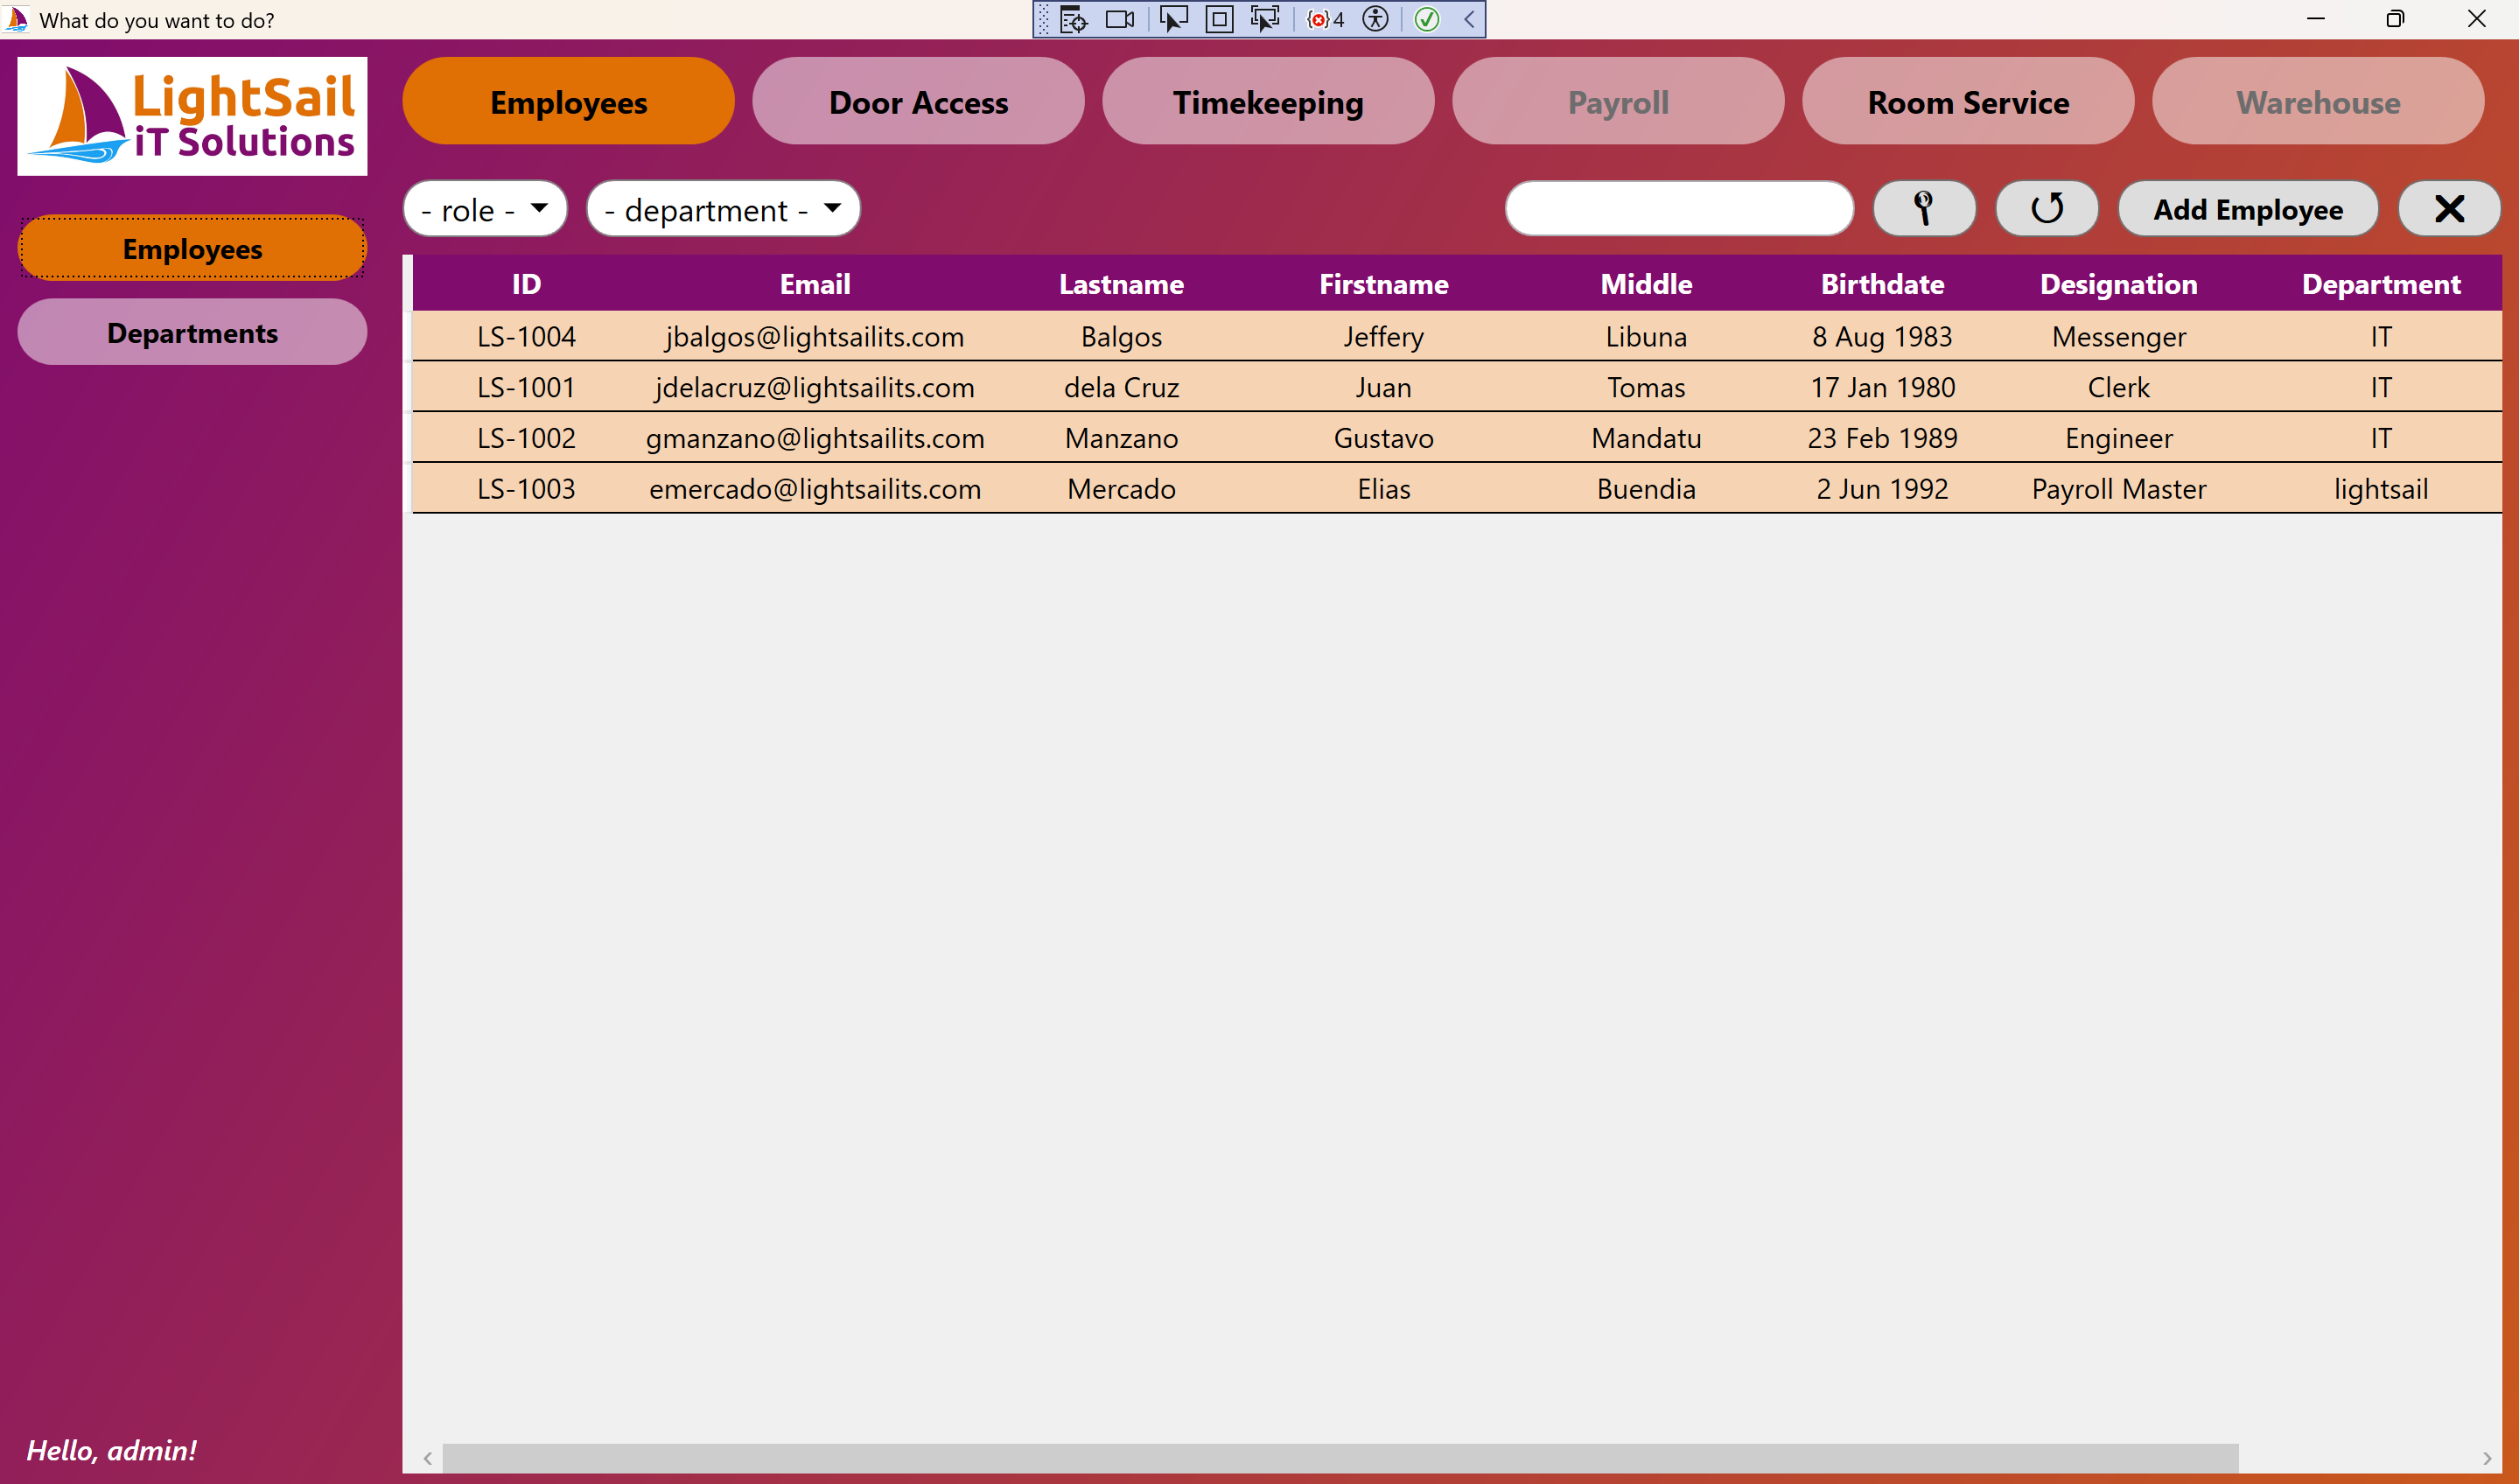 What do you want to do?
4
LightSail
iT Solutions
Employees Door Access Timekeeping Payroll Room Service Warehouse
- role - - department - Add Employee
Employees
Departments
ID Email Lastname Firstname Middle Birthdate Designation Department
LS-1004 jbalgos@lightsailits.com Balgos Jeffery Libuna 8 Aug 1983 Messenger IT
LS-1001 jdelacruz@lightsailits.com dela Cruz Juan Tomas 17 Jan 1980 Clerk IT
LS-1002 gmanzano@lightsailits.com Manzano Gustavo Mandatu 23 Feb 1989 Engineer IT
LS-1003 emercado@lightsailits.com Mercado Elias Buendia 2 Jun 1992 Payroll Master lightsail
Hello, admin!